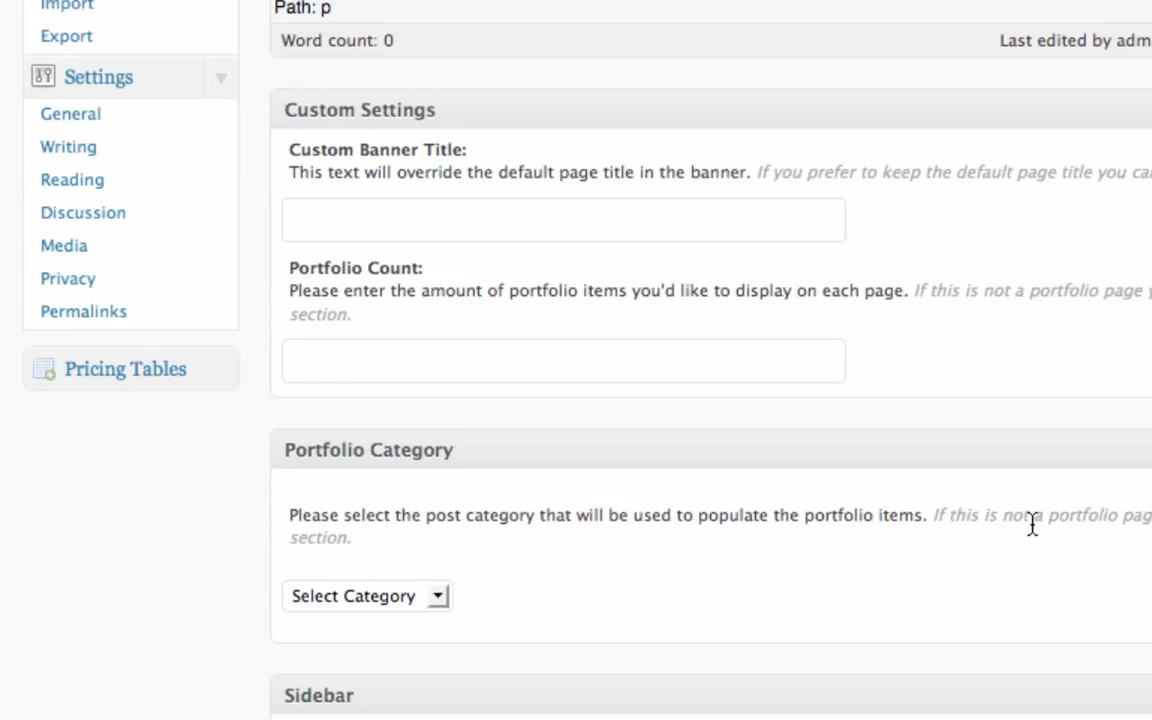 Import
Export
Settings
General
Writing
Reading
Discussion
Media
Privacy
Permalinks
Pricing Tables
Path: p
Word count: 0
Last edited by adm
Custom Settings
Custom Banner Title:
This text will override the default page title in the banner. If you prefer to keep the default page title you ca
Portfolio Count:
Please enter the amount of portfolio items you'd like to display on each page. If this is not a portfolio page y
section.
Portfolio Category
Please select the post category that will be used to populate the portfolio items. If this is not a portfolio pag
section.
Select Category
Sidebar